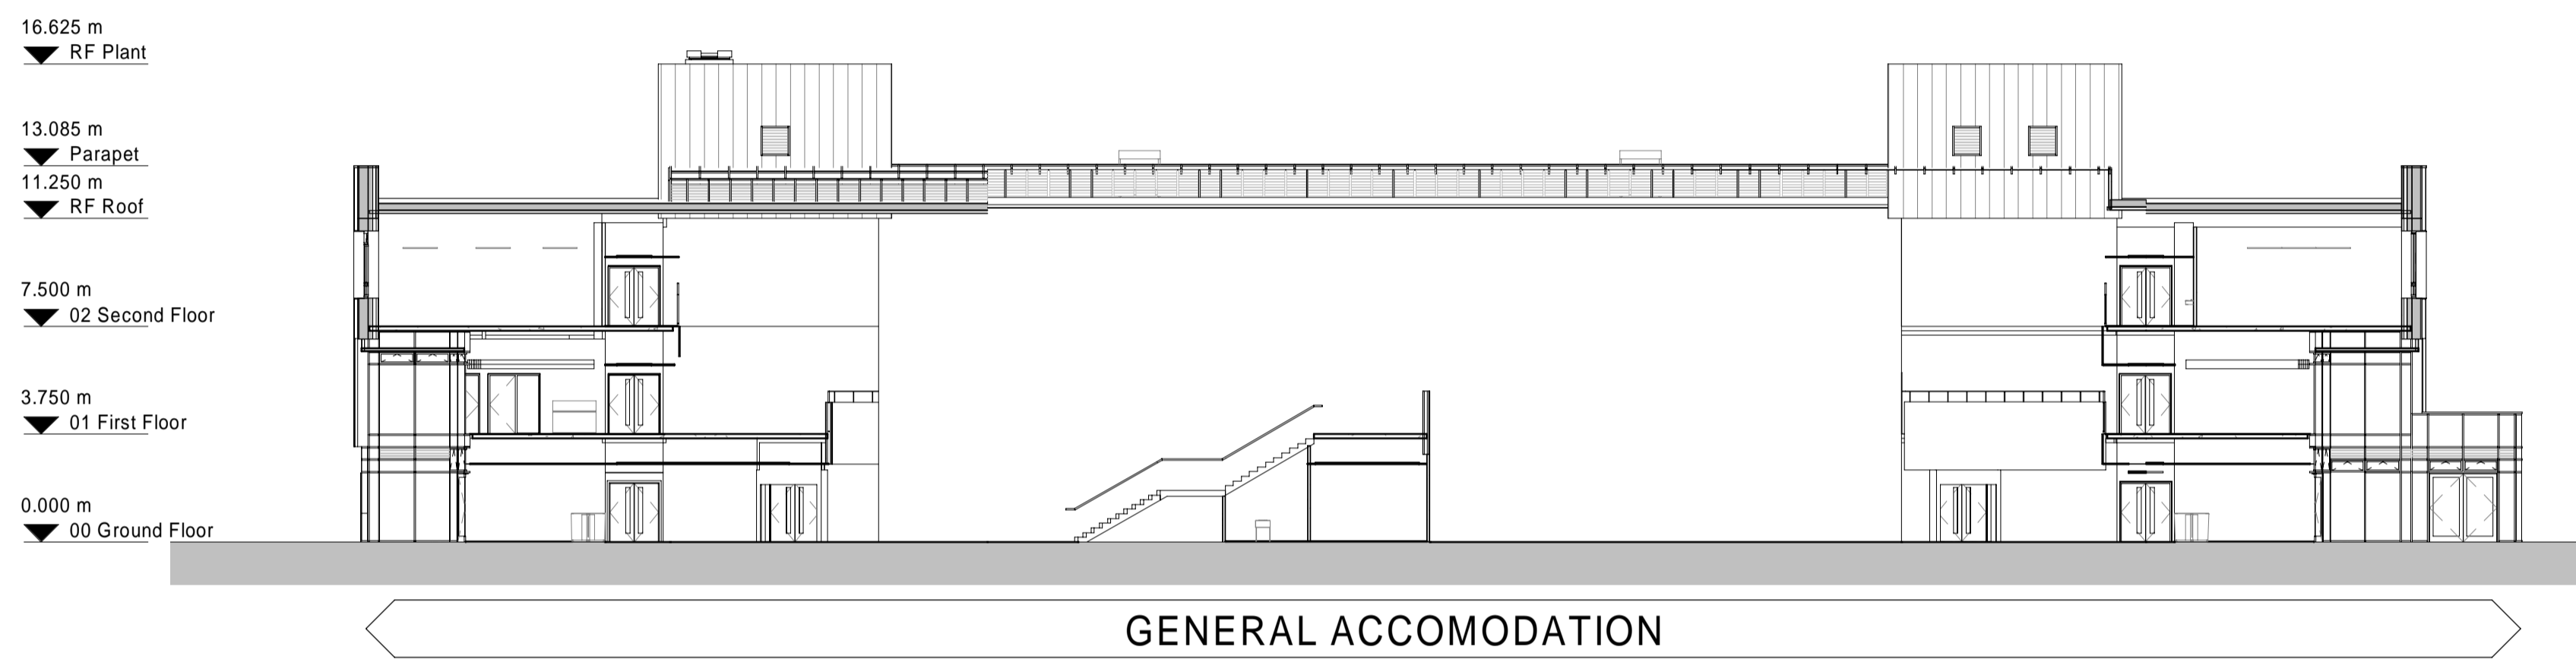 16.625 m
RF Plant
13.085 m
Parapet
11.250 m
RF Roof
7.500 m
02 Second Floor
3.750 m
01 First Floor
0.000 m
00 Ground Floor
GENERAL ACCOMODATION